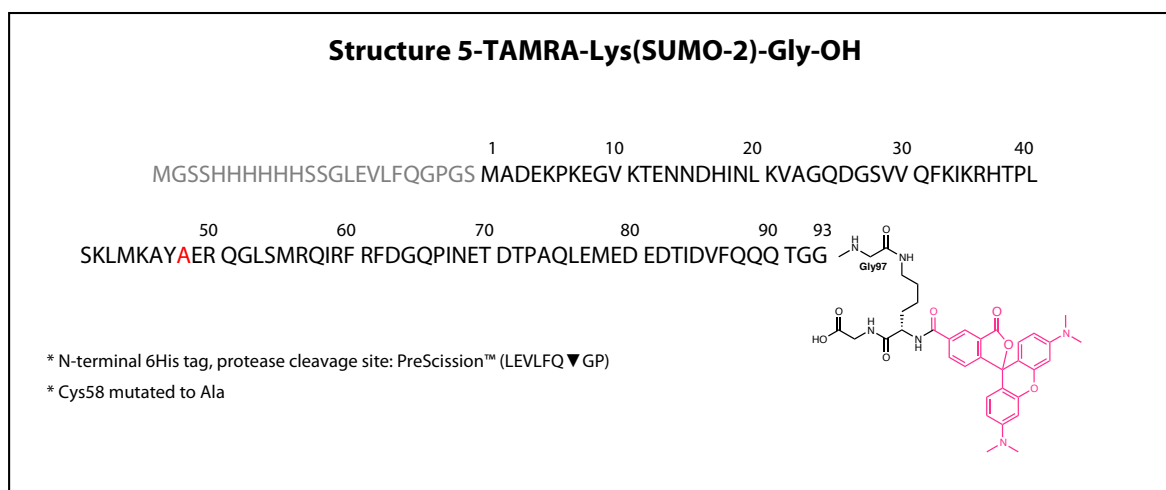 Structure 5-TAMRA-Lys(SUMO-2)-Gly-OH
1 10 20 30 40
MGSSHHHHHHSSGLEVLFQGPGS MADEKPKEGV KTENNDHINL KVAGQDGSVV QFKIKRHTPL
50 60 70 80 90 93
SKLMKAYAER QGLSMRQIRF RFDGQPINET DTPAQLEMED EDTIDVFQQQ TGG
H
N
O
Gly97
NH
O
HO
H
N
O
N
H
O
O
O
N
O
N
* N-terminal 6His tag, protease cleavage site: PreScission™ (LEVLFQ▼GP)
* Cys58 mutated to Ala